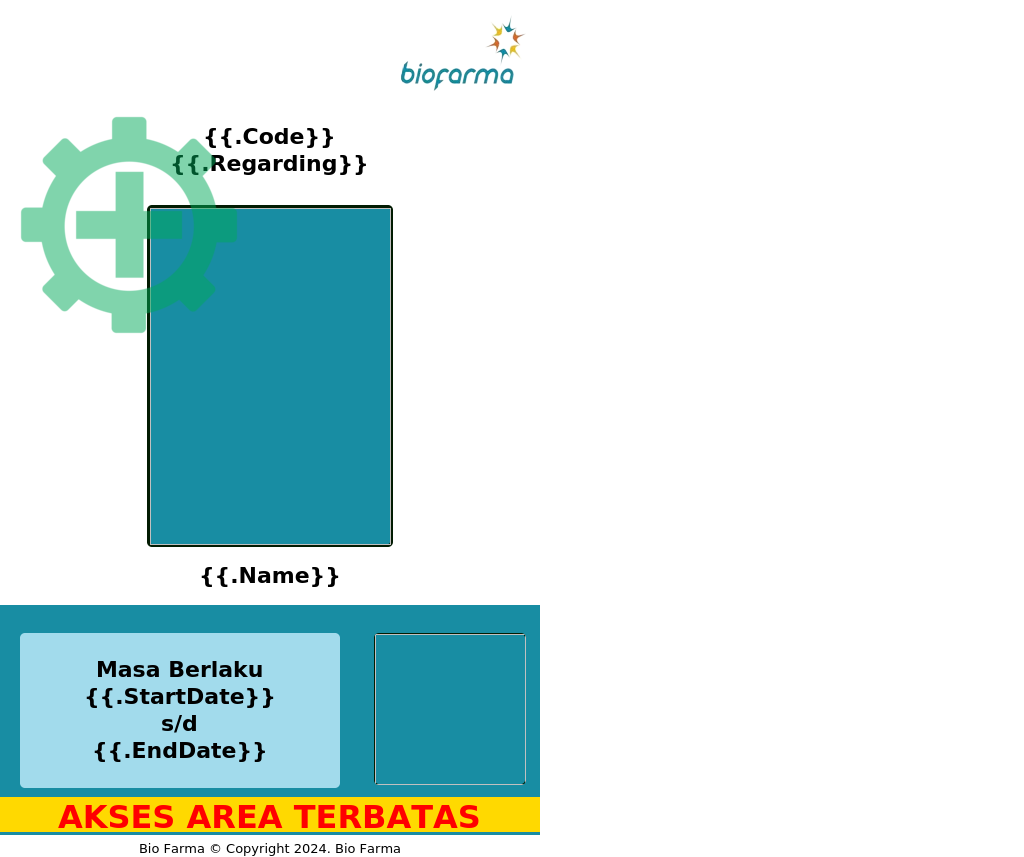 biofarma
{{.Code}}
{{.Regarding}}
{{.Name}}
Masa Berlaku
{{.StartDate}}
s/d
{{.EndDate}}
AKSES AREA TERBATAS
Bio Farma © Copyright 2024. Bio Farma